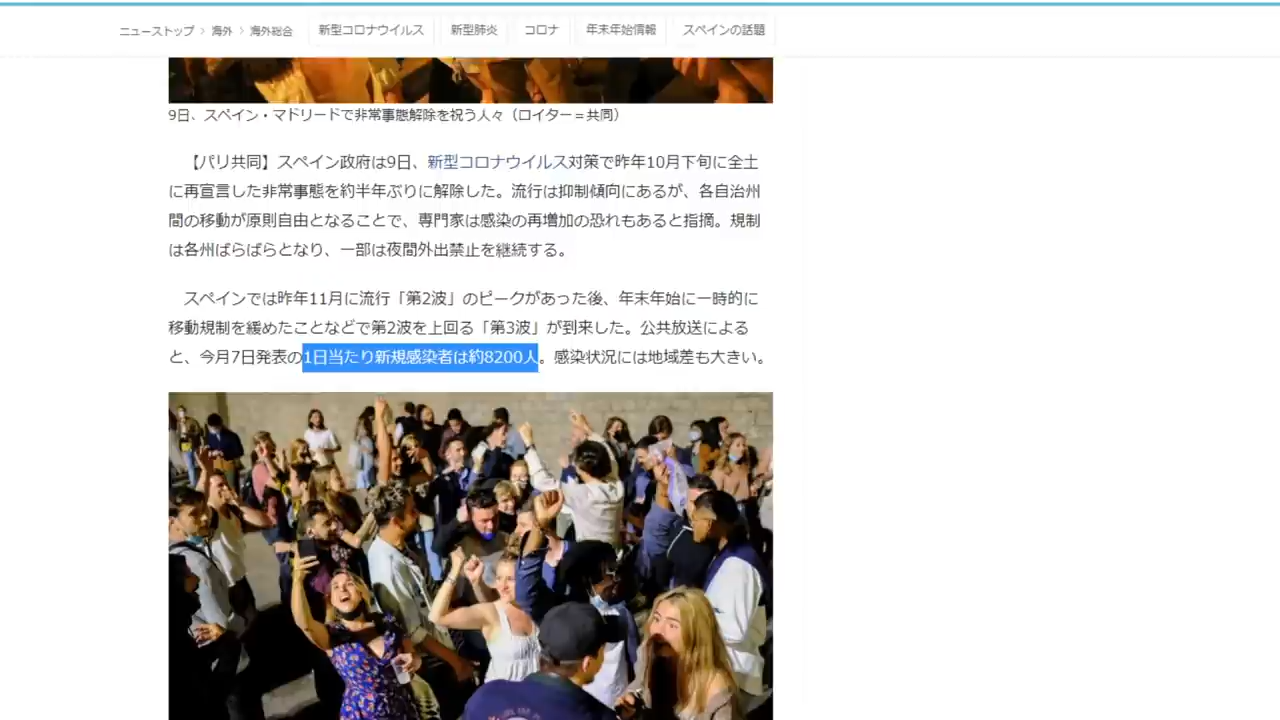 ニューストップ > 海外 > 海外総合 新型コロナウイルス 新型肺炎 コロナ 年末年始情報 スペインの話題
9日、スペイン・マドリードで非常事態解除を祝う人々(ロイター=共同)
【パリ共同】スペイン政府は9日、新型コロナウイルス対策で昨年10月下旬に全土
に再宣言した非常事態を約半年ぶりに解除した。流行は抑制傾向にあるが、各自治州
間の移動が原則自由となることで、専門家は感染の再増加の恐れもあると指摘。規制
は各州ばらばらとなり、一部は夜間外出禁止を継続する。
スペインでは昨年11月に流行「第2波」のピークがあった後、年末年始に一時的に
移動規制を緩めたことなどで第2波を上回る「第3波」が到来した。公共放送による
と、今月7日発表の1日当たり新規感染者は約8200人。感染状況には地域差も大きい。